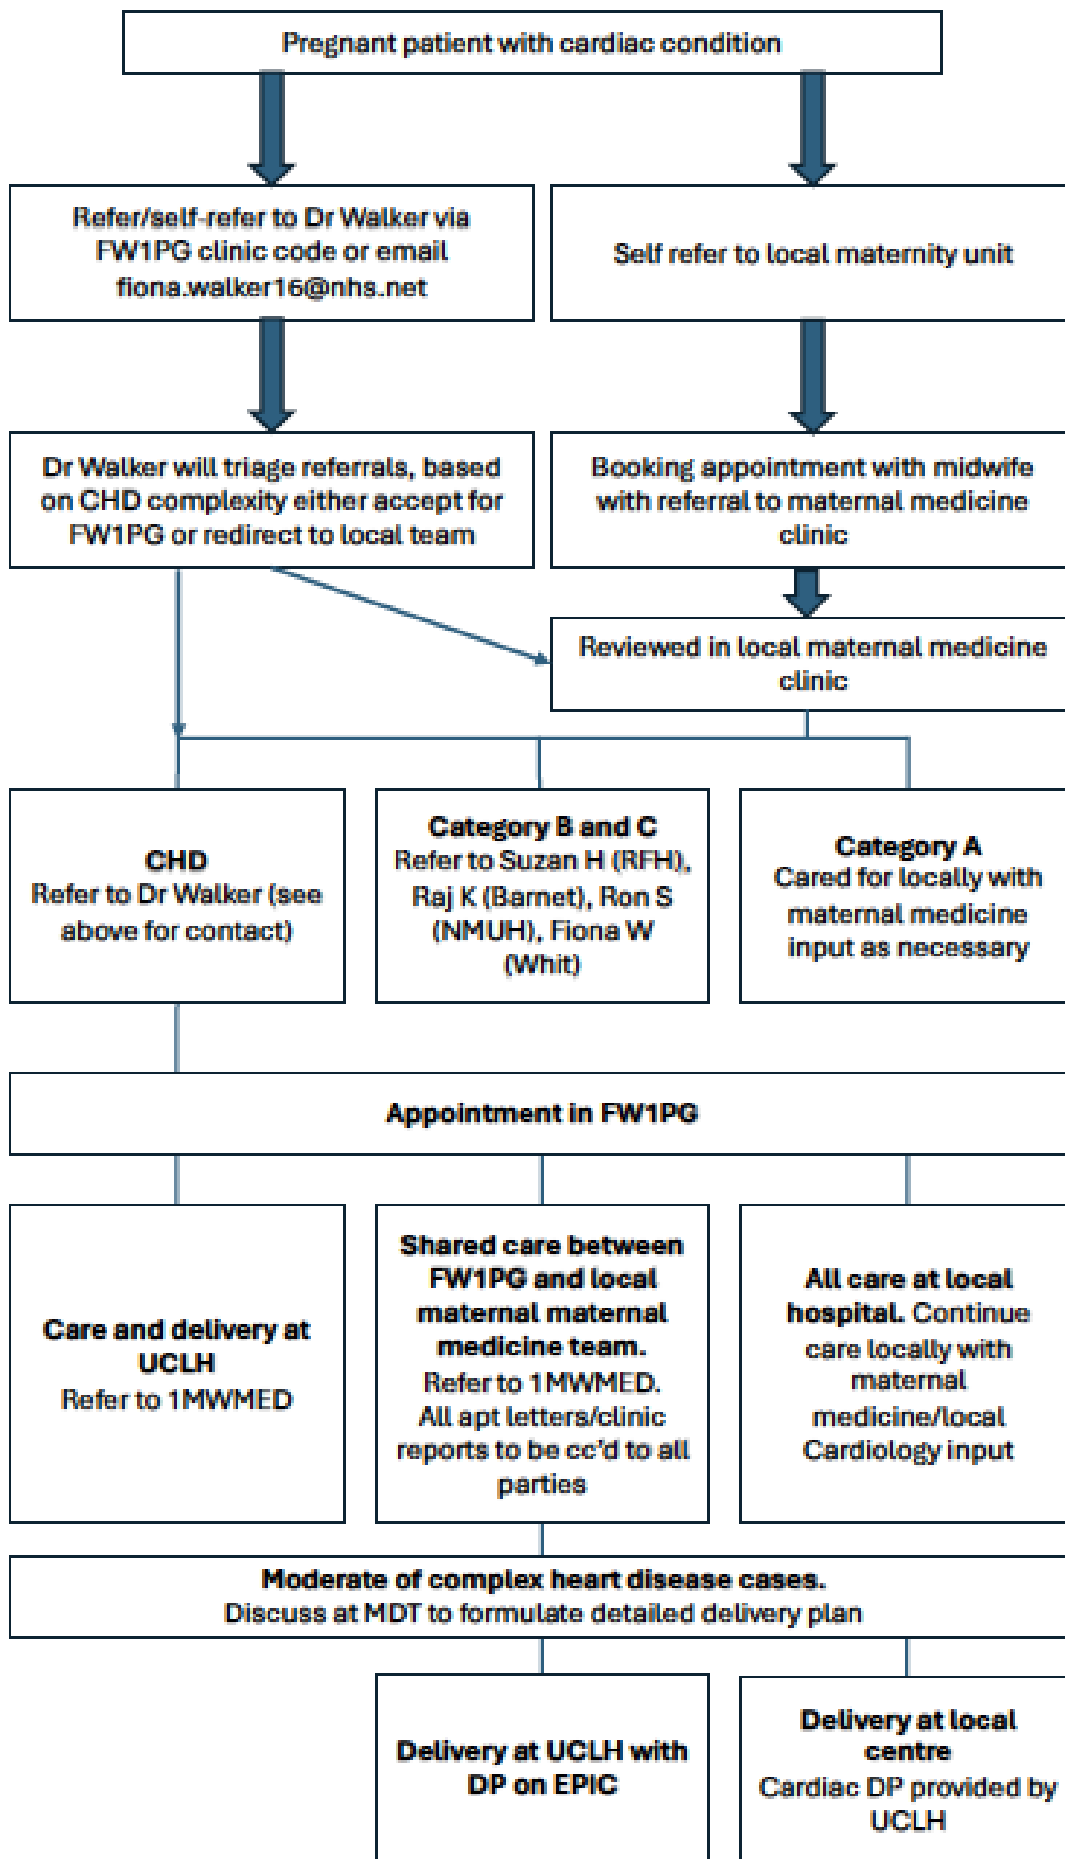 Pregnant patient with cardiac condition
Refer/self-refer to Dr Walker via
FW1PG clinic code or email
fiona.walker16@nhs.net
Self refer to local maternity unit
Dr Walker will triage referrals, based
on CHD complexity either accept for
FW1PG or redirect to local team
Booking appointment with midwife
with referral to maternal medicine
clinic
Reviewed in local maternal medicine
clinic
CHD
Refer to Dr Walker (see
above for contact)
Category B and C
Refer to Suzan H (RFH),
Raj K (Barnet), Ron S
(NMUH), Fiona W
(Whit)
Category A
Cared for locally with
maternal medicine
input as necessary
Appointment in FW1PG
Care and delivery at
UCLH
Refer to 1MWMED
Shared care between
FW1PG and local
maternal maternal
medicine team.
Refer to 1MWMED.
All apt letters/clinic
reports to be cc'd to all
parties
All care at local
hospital. Continue
care locally with
maternal
medicine/local
Cardiology input
Moderate of complex heart disease cases.
Discuss at MDT to formulate detailed delivery plan
Delivery at UCLH with
DP on EPIC
Delivery at local
centre
Cardiac DP provided by
UCLH